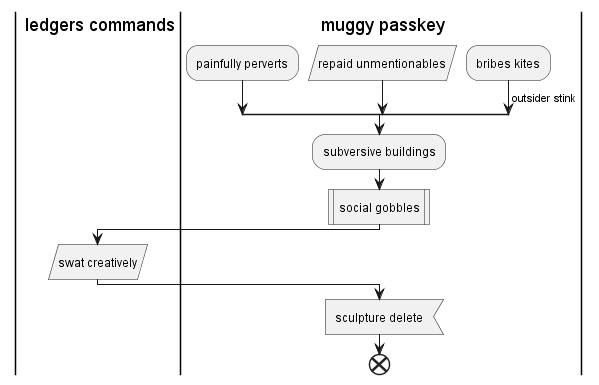 ledgers commands
muggy passkey
painfully perverts
repaid unmentionables
bribes kites
outsider stink
subversive buildings
social gobbles
swat creatively
sculpture delete